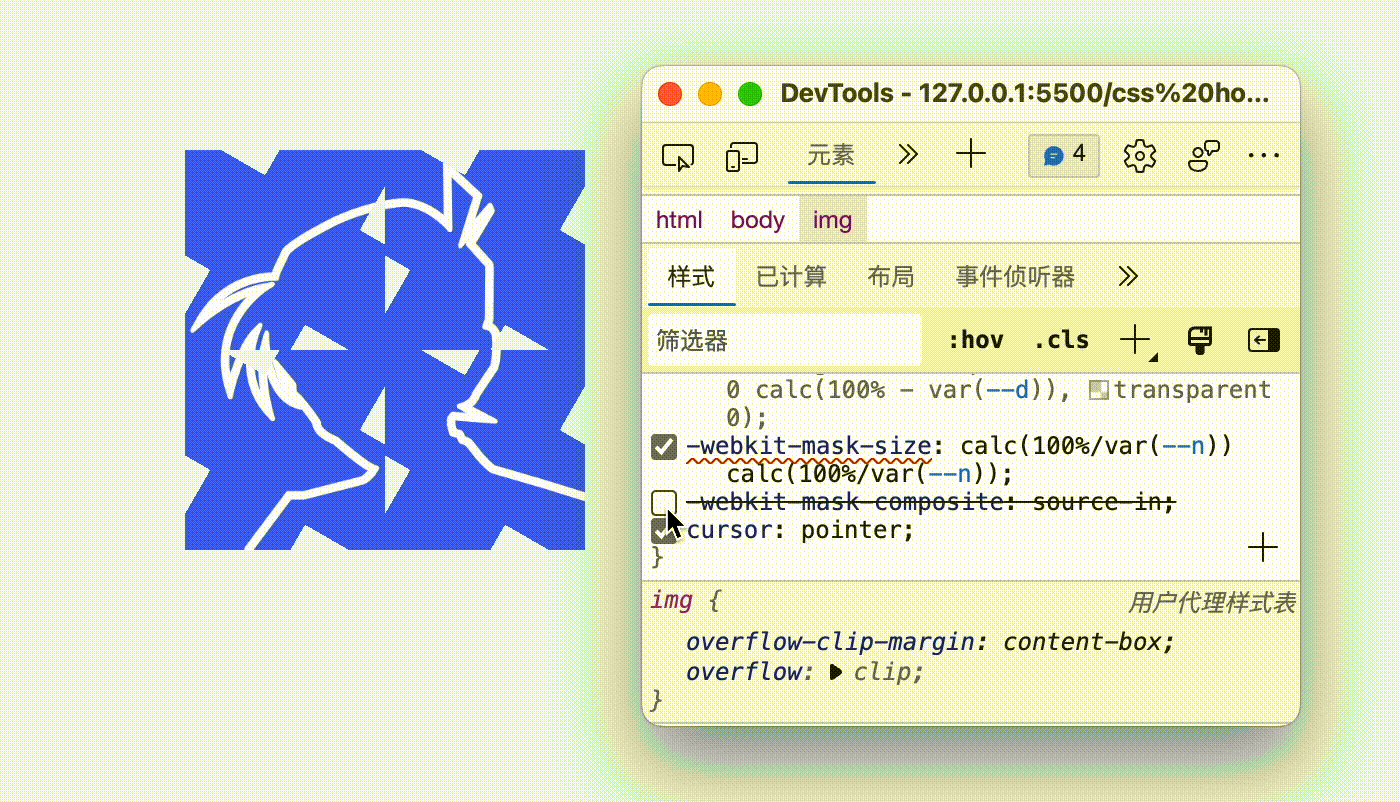 DevTools - 127.0.0.1:5500/css%20ho...
元素
4
html body img
样式 已计算 布局 事件侦听器
筛选器 :hov .cls
0 calc(100% - var(--d)), transparent
0);
-webkit-mask-size: calc(100%/var(--n))
calc(100%/var(--n));
-webkit-mask-composite: source-in;
cursor: pointer;
}
img { 用户代理样式表
overflow-clip-margin: content-box;
overflow: clip;
}